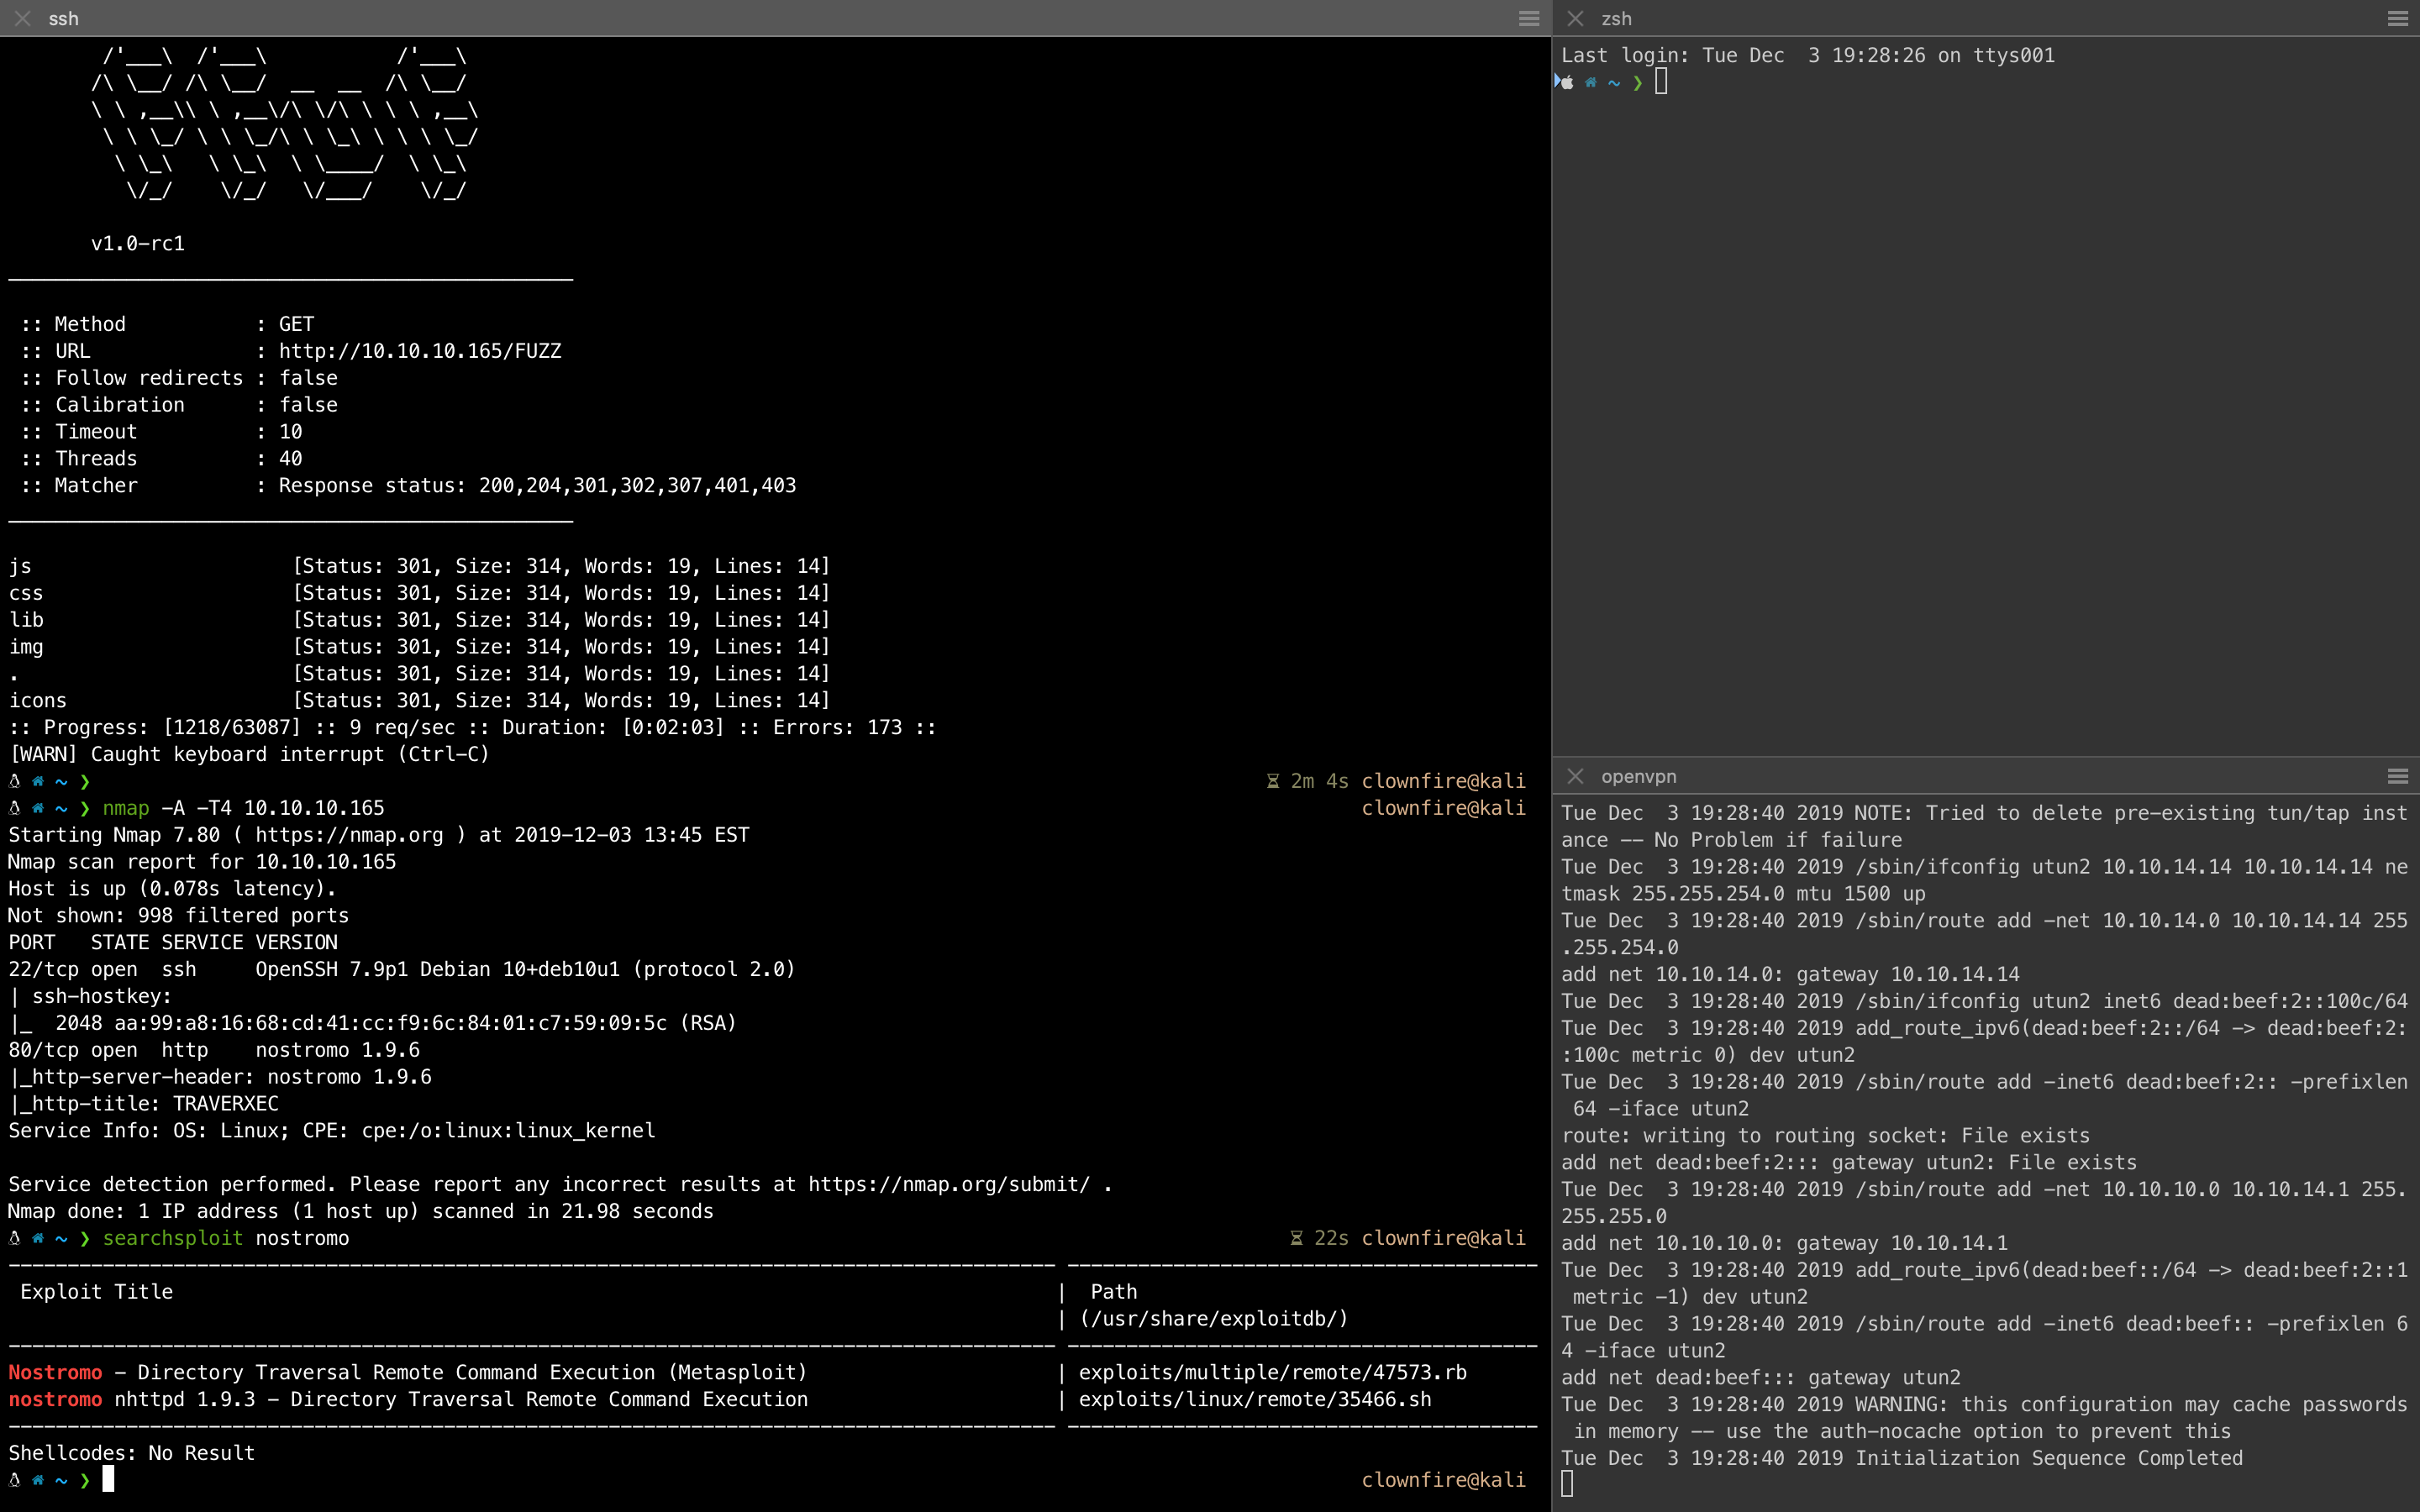 ssh
        /'___\  /'___\           /'___\
       /\ \__/ /\ \__/  __  __  /\ \__/
       \ \ ,__\\ \ ,__\/\ \/\ \ \ \ ,__\
        \ \ \_/ \ \ \_/\ \ \_\ \ \ \ \_/
         \ \_\   \ \_\  \ \____/  \ \_\
          \/_/    \/_/   \/___/    \/_/
v1.0-rc1
________________________________________________
:: Method           : GET
:: URL              : http://10.10.10.165/FUZZ
:: Follow redirects : false
:: Calibration      : false
:: Timeout          : 10
:: Threads          : 40
:: Matcher          : Response status: 200,204,301,302,307,401,403
________________________________________________
js                      [Status: 301, Size: 314, Words: 19, Lines: 14]
css                     [Status: 301, Size: 314, Words: 19, Lines: 14]
lib                     [Status: 301, Size: 314, Words: 19, Lines: 14]
img                     [Status: 301, Size: 314, Words: 19, Lines: 14]
.                       [Status: 301, Size: 314, Words: 19, Lines: 14]
icons                   [Status: 301, Size: 314, Words: 19, Lines: 14]
:: Progress: [1218/63087] :: 9 req/sec :: Duration: [0:02:03] :: Errors: 173 ::
[WARN] Caught keyboard interrupt (Ctrl-C)
~ ❯ 2m 4s clownfire@kali
~ ❯ nmap -A -T4 10.10.10.165 clownfire@kali
Starting Nmap 7.80 ( https://nmap.org ) at 2019-12-03 13:45 EST
Nmap scan report for 10.10.10.165
Host is up (0.078s latency).
Not shown: 998 filtered ports
PORT   STATE SERVICE VERSION
22/tcp open  ssh     OpenSSH 7.9p1 Debian 10+deb10u1 (protocol 2.0)
| ssh-hostkey:
|_  2048 aa:99:a8:16:68:cd:41:cc:f9:6c:84:01:c7:59:09:5c (RSA)
80/tcp open  http    nostromo 1.9.6
|_http-server-header: nostromo 1.9.6
|_http-title: TRAVERXEC
Service Info: OS: Linux; CPE: cpe:/o:linux:linux_kernel
Service detection performed. Please report any incorrect results at https://nmap.org/submit/ .
Nmap done: 1 IP address (1 host up) scanned in 21.98 seconds
~ ❯ searchsploit nostromo 22s clownfire@kali
----------------------------------------------------------------------------------------- ----------------------------------------
Exploit Title | Path
| (/usr/share/exploitdb/)
----------------------------------------------------------------------------------------- ----------------------------------------
Nostromo - Directory Traversal Remote Command Execution (Metasploit) | exploits/multiple/remote/47573.rb
nostromo nhttpd 1.9.3 - Directory Traversal Remote Command Execution | exploits/linux/remote/35466.sh
----------------------------------------------------------------------------------------- ----------------------------------------
Shellcodes: No Result
~ ❯ clownfire@kali
zsh
Last login: Tue Dec  3 19:28:26 on ttys001
~ ❯
openvpn
Tue Dec  3 19:28:40 2019 NOTE: Tried to delete pre-existing tun/tap inst
ance -- No Problem if failure
Tue Dec  3 19:28:40 2019 /sbin/ifconfig utun2 10.10.14.14 10.10.14.14 ne
tmask 255.255.254.0 mtu 1500 up
Tue Dec  3 19:28:40 2019 /sbin/route add -net 10.10.14.0 10.10.14.14 255
.255.254.0
add net 10.10.14.0: gateway 10.10.14.14
Tue Dec  3 19:28:40 2019 /sbin/ifconfig utun2 inet6 dead:beef:2::100c/64
Tue Dec  3 19:28:40 2019 add_route_ipv6(dead:beef:2::/64 -> dead:beef:2:
:100c metric 0) dev utun2
Tue Dec  3 19:28:40 2019 /sbin/route add -inet6 dead:beef:2:: -prefixlen
64 -iface utun2
route: writing to routing socket: File exists
add net dead:beef:2::: gateway utun2: File exists
Tue Dec  3 19:28:40 2019 /sbin/route add -net 10.10.10.0 10.10.14.1 255.
255.255.0
add net 10.10.10.0: gateway 10.10.14.1
Tue Dec  3 19:28:40 2019 add_route_ipv6(dead:beef::/64 -> dead:beef:2::1
metric -1) dev utun2
Tue Dec  3 19:28:40 2019 /sbin/route add -inet6 dead:beef:: -prefixlen 6
4 -iface utun2
add net dead:beef::: gateway utun2
Tue Dec  3 19:28:40 2019 WARNING: this configuration may cache passwords
in memory -- use the auth-nocache option to prevent this
Tue Dec  3 19:28:40 2019 Initialization Sequence Completed